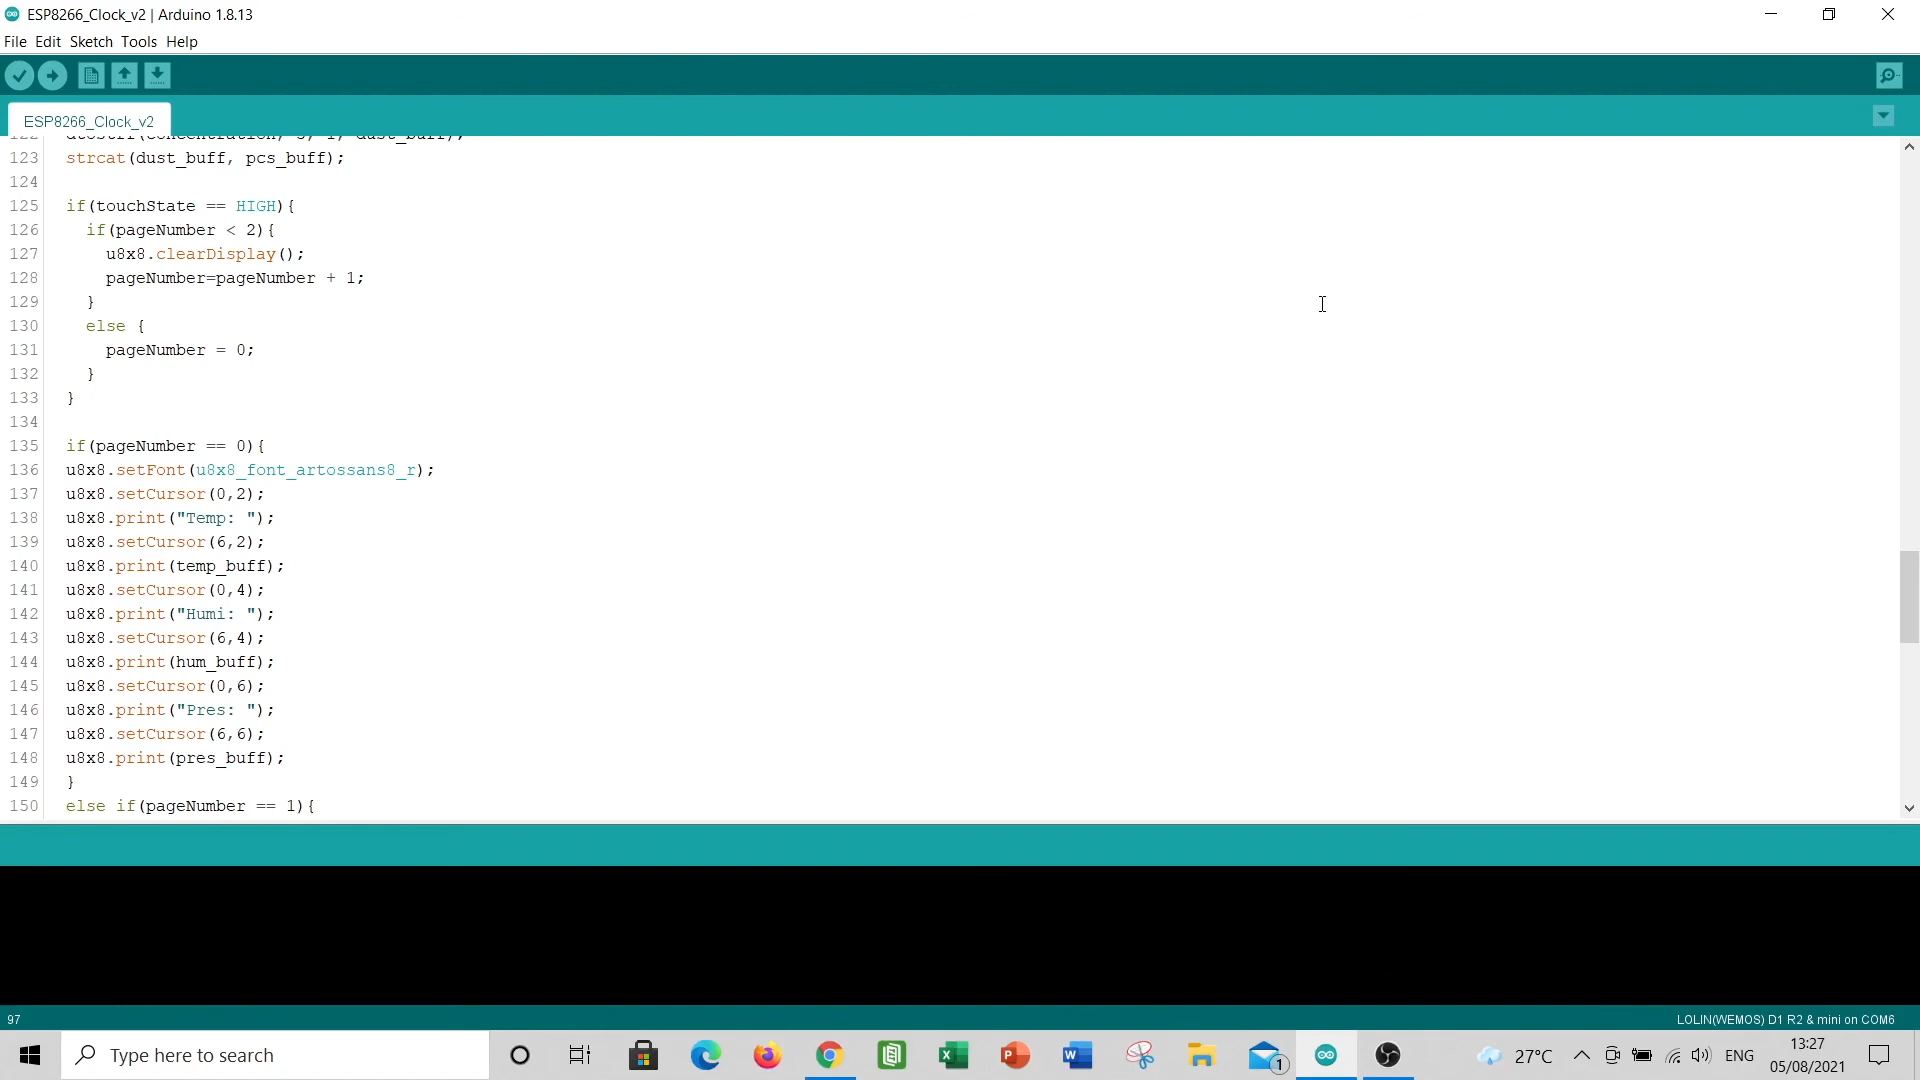 ESP8266_Clock_v2 | Arduino 1.8.13
File Edit Sketch Tools Help
ESP8266_Clock_v2
123 strcat(dust_buff, pcs_buff);
124
125 if(touchState == HIGH){
126 if(pageNumber < 2){
127 u8x8.clearDisplay();
128 pageNumber=pageNumber + 1;
129 }
130 else {
131 pageNumber = 0;
132 }
133 }
134
135 if(pageNumber == 0){
136 u8x8.setFont(u8x8_font_artossans8_r);
137 u8x8.setCursor(0,2);
138 u8x8.print("Temp: ");
139 u8x8.setCursor(6,2);
140 u8x8.print(temp_buff);
141 u8x8.setCursor(0,4);
142 u8x8.print("Humi: ");
143 u8x8.setCursor(6,4);
144 u8x8.print(hum_buff);
145 u8x8.setCursor(0,6);
146 u8x8.print("Pres: ");
147 u8x8.setCursor(6,6);
148 u8x8.print(pres_buff);
149 }
150 else if(pageNumber == 1){
97 LOLIN(WEMOS) D1 R2 & mini on COM6
Type here to search
1
27°C
ENG
13:27
05/08/2021